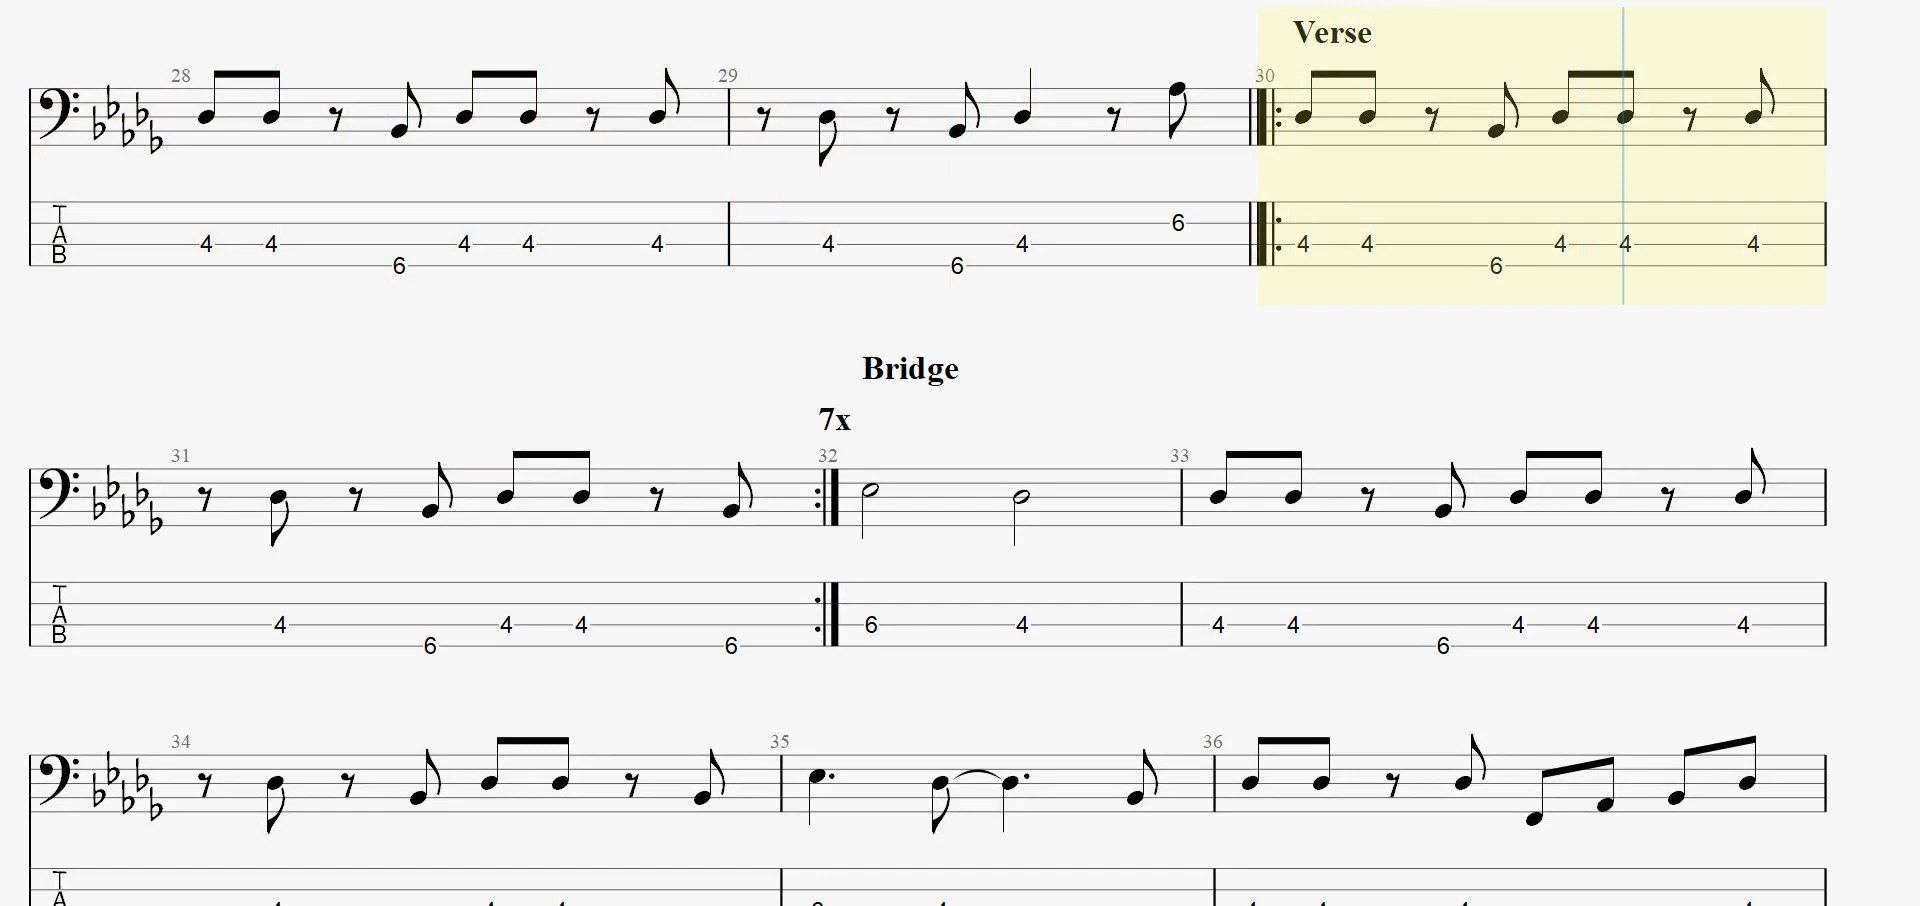 Verse
28 29 30
T
A
B
4 4 6 4 4 4 4 6 4 6 4 4 6 4 4 4
Bridge
7x
31 32 33
T
A
B
4 6 4 4 6 6 4 4 4 6 4 4 4
34 35 36
T